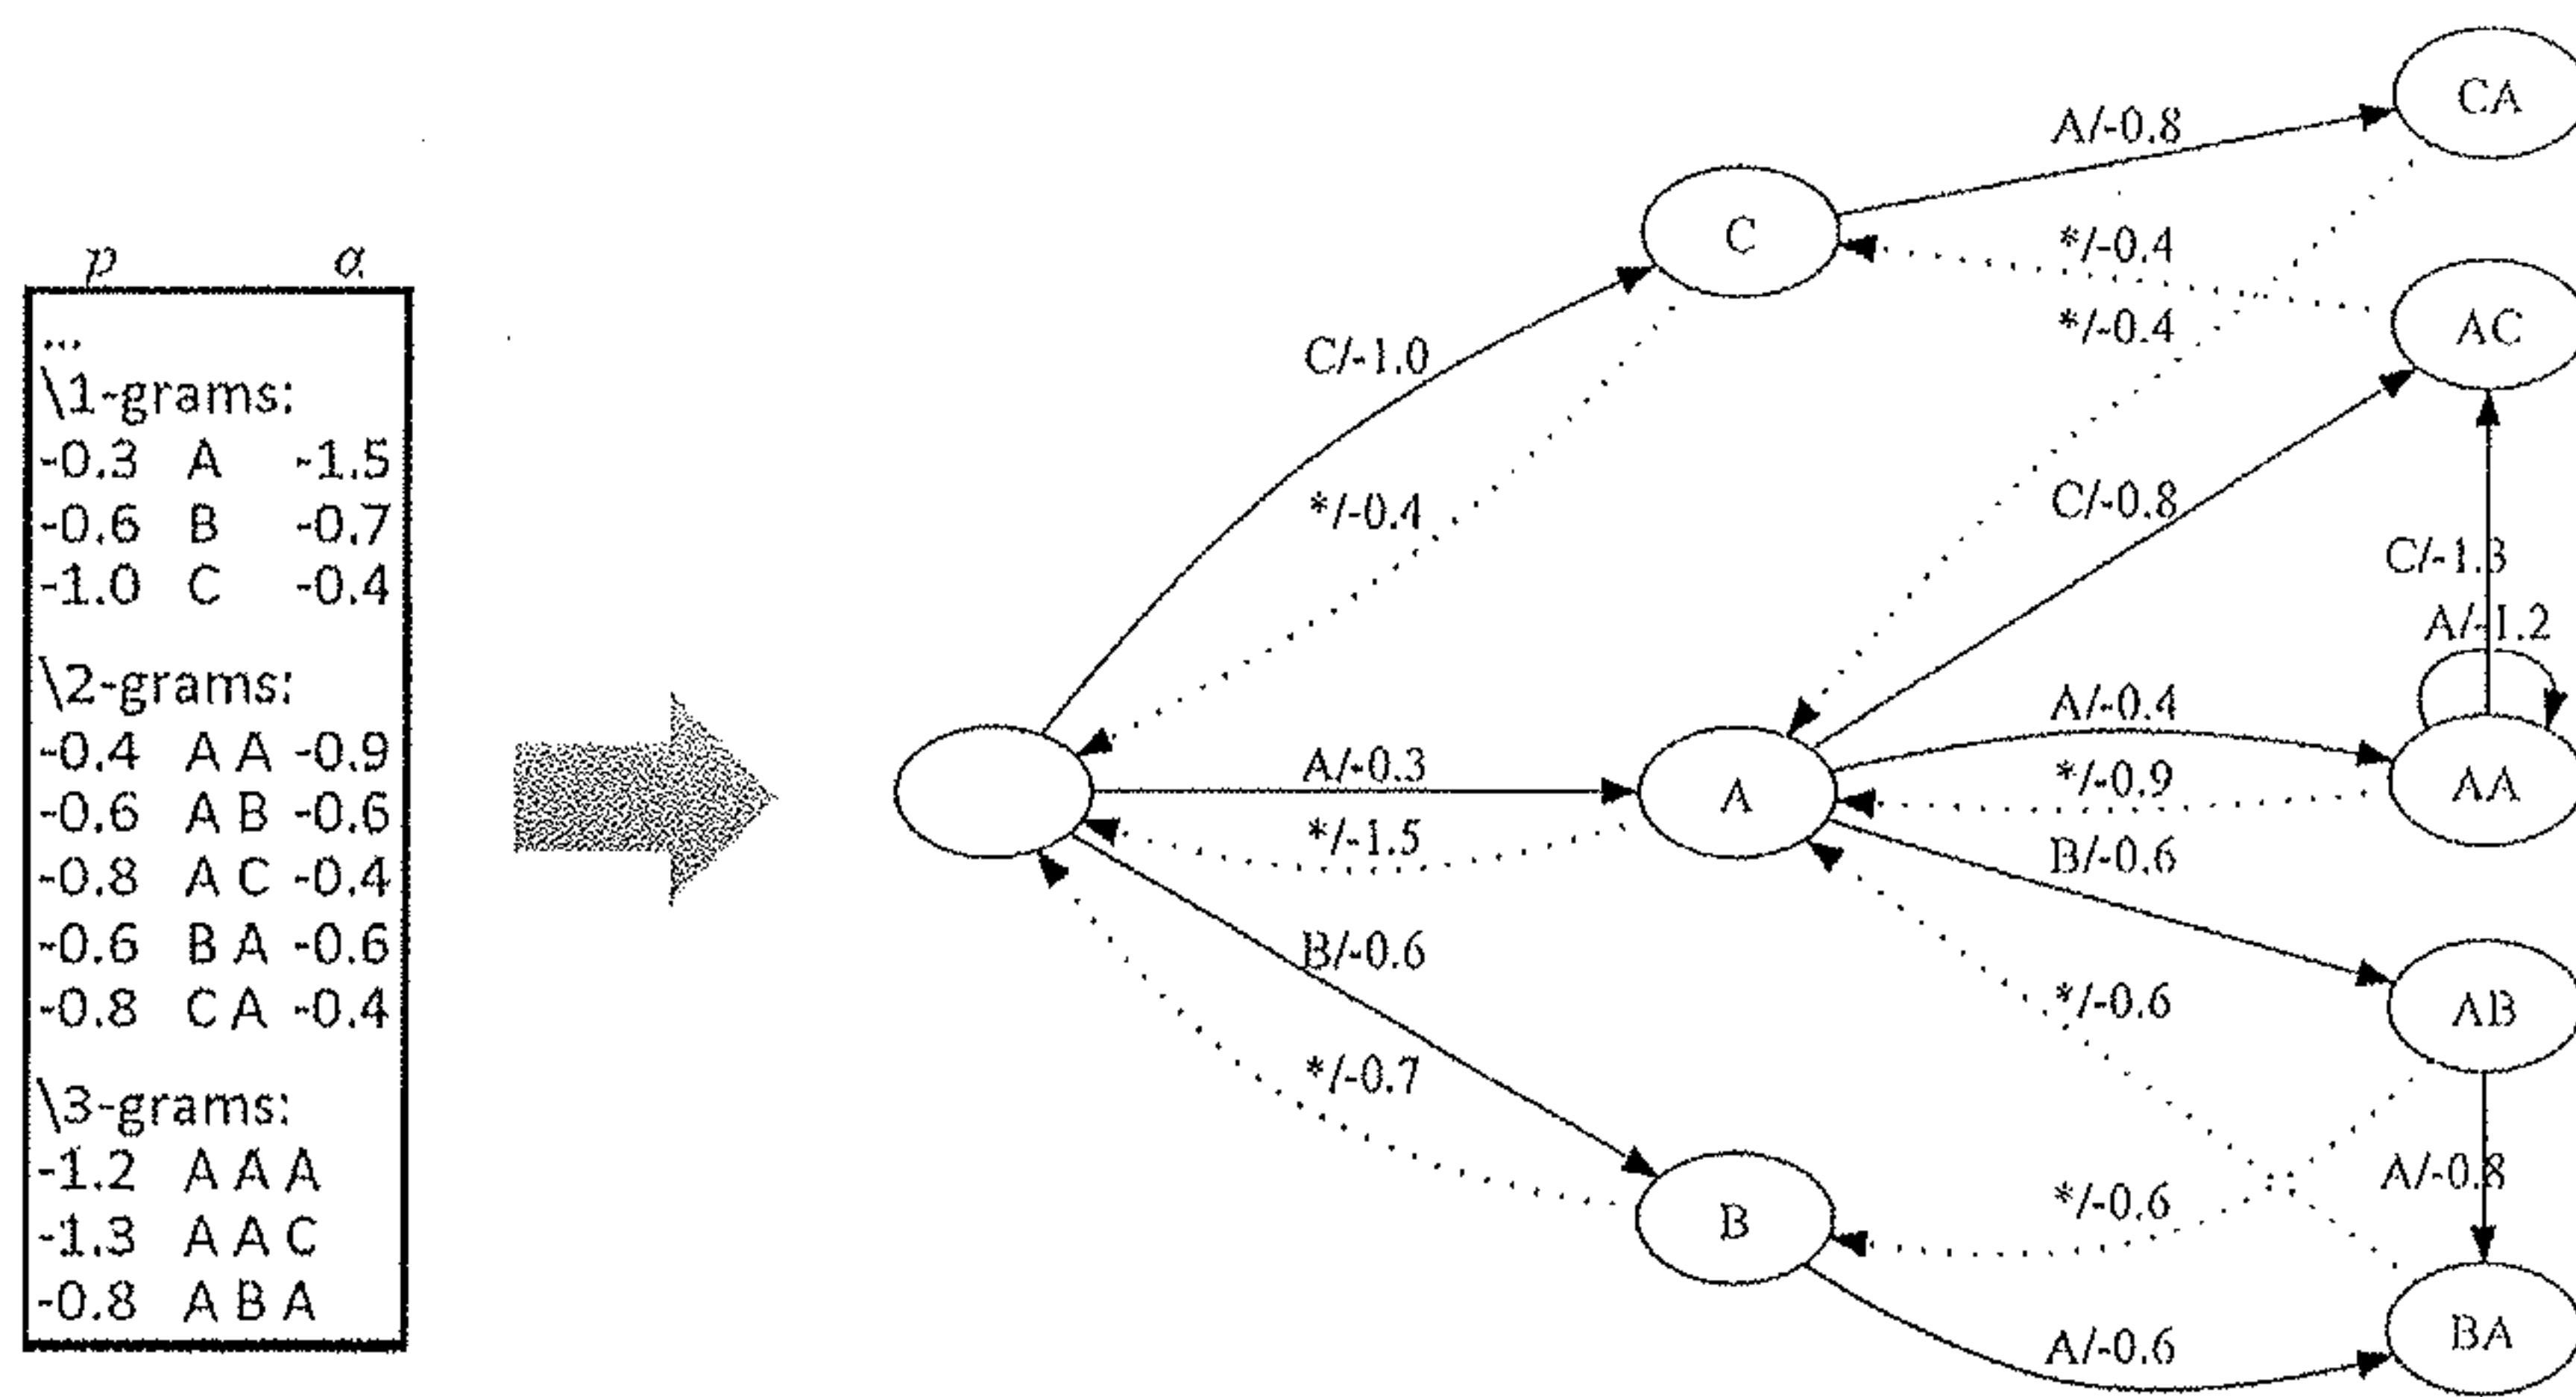 p α
...
\1-grams:
-0.3 A -1.5
-0.6 B -0.7
-1.0 C -0.4
\2-grams:
-0.4 A A -0.9
-0.6 A B -0.6
-0.8 A C -0.4
-0.6 B A -0.6
-0.8 C A -0.4
\3-grams:
-1.2 A A A
-1.3 A A C
-0.8 A B A
CA
A/-0.8
C
*/-0.4
*/-0.4
AC
C/-1.0
*/-0.4
C/-0.8
C/-1.3
A/-1.2
A/-0.4
A/-0.3
*/-0.9
A
AA
*/-1.5
B/-0.6
B/-0.6
*/-0.6
AB
*/-0.7
A/-0.8
*/-0.6
B
BA
A/-0.6